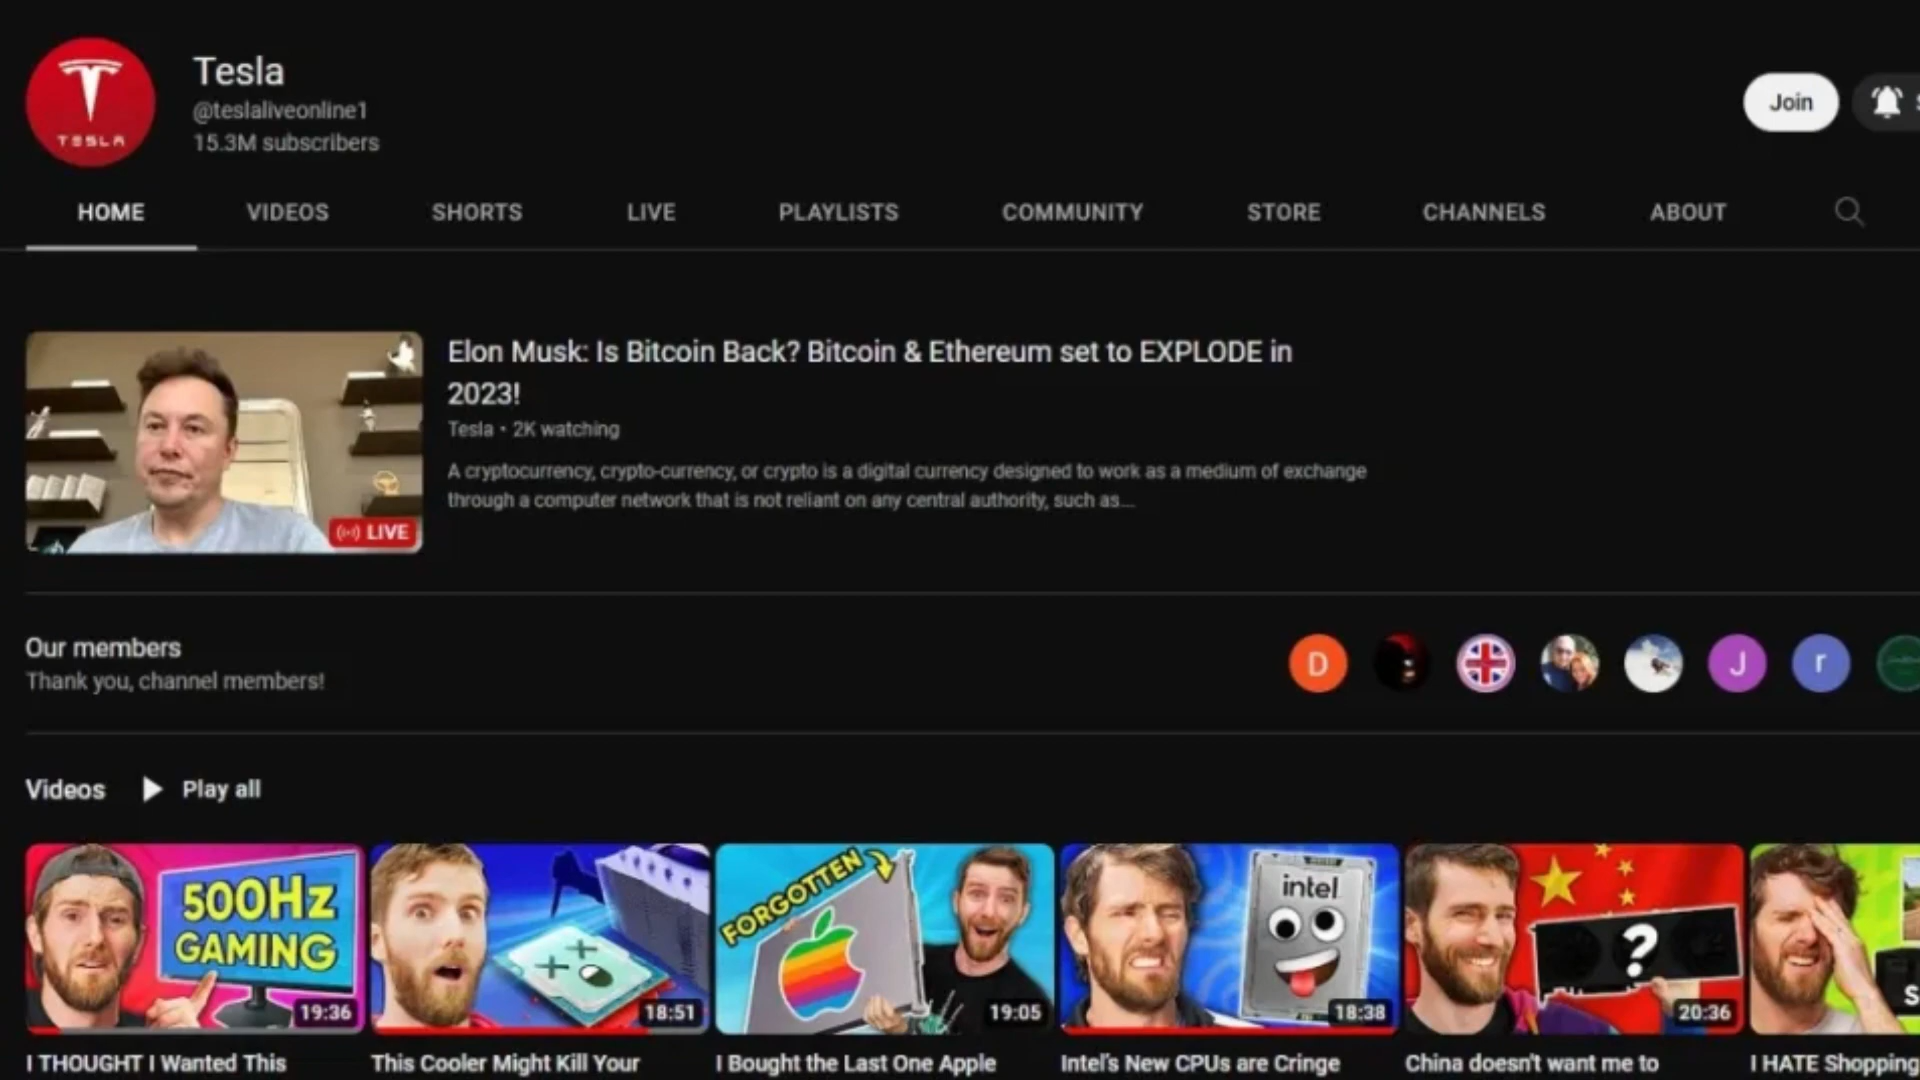 TESLA
Tesla
@teslaliveonline1
15.3M subscribers
Join
HOME
VIDEOS
SHORTS
LIVE
PLAYLISTS
COMMUNITY
STORE
CHANNELS
ABOUT
Elon Musk: Is Bitcoin Back? Bitcoin & Ethereum set to EXPLODE in
2023!
Tesla • 2K watching
A cryptocurrency, crypto-currency, or crypto is a digital currency designed to work as a medium of exchange
through a computer network that is not reliant on any central authority, such as...
LIVE
Our members
Thank you, channel members!
D
J
r
Videos
Play all
500Hz
GAMING
19:36
18:51
FORGOTTEN
19:05
intel
18:38
?
20:36
S
I THOUGHT I Wanted This
This Cooler Might Kill Your
I Bought the Last One Apple
Intel's New CPUs are Cringe
China doesn't want me to
I HATE Shopping